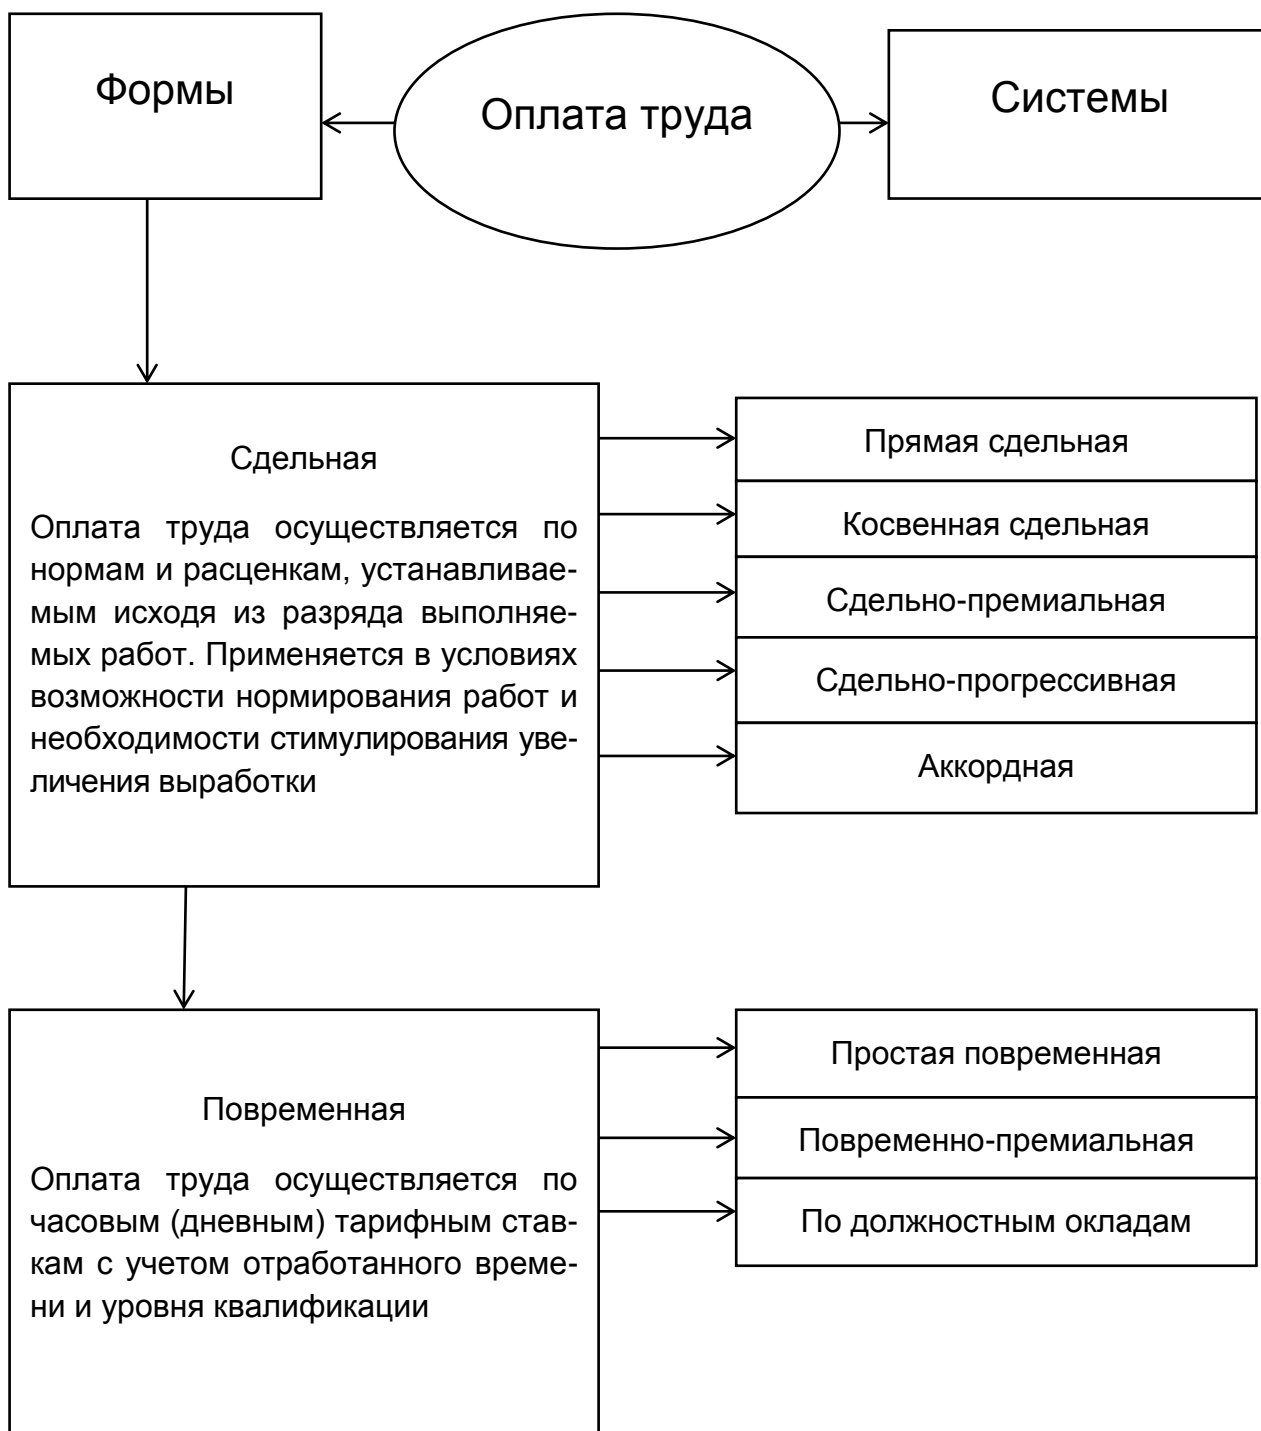 Формы
Оплата труда
Системы
Сдельная
Оплата труда осуществляется по
нормам и расценкам, устанавливае-
мым исходя из разряда выполняе-
мых работ. Применяется в условиях
возможности нормирования работ и
необходимости стимулирования уве-
личения выработки
Прямая сдельная
Косвенная сдельная
Сдельно-премиальная
Сдельно-прогрессивная
Аккордная
Повременная
Оплата труда осуществляется по
часовым (дневным) тарифным став-
кам с учетом отработанного време-
ни и уровня квалификации
Простая повременная
Повременно-премиальная
По должностным окладам